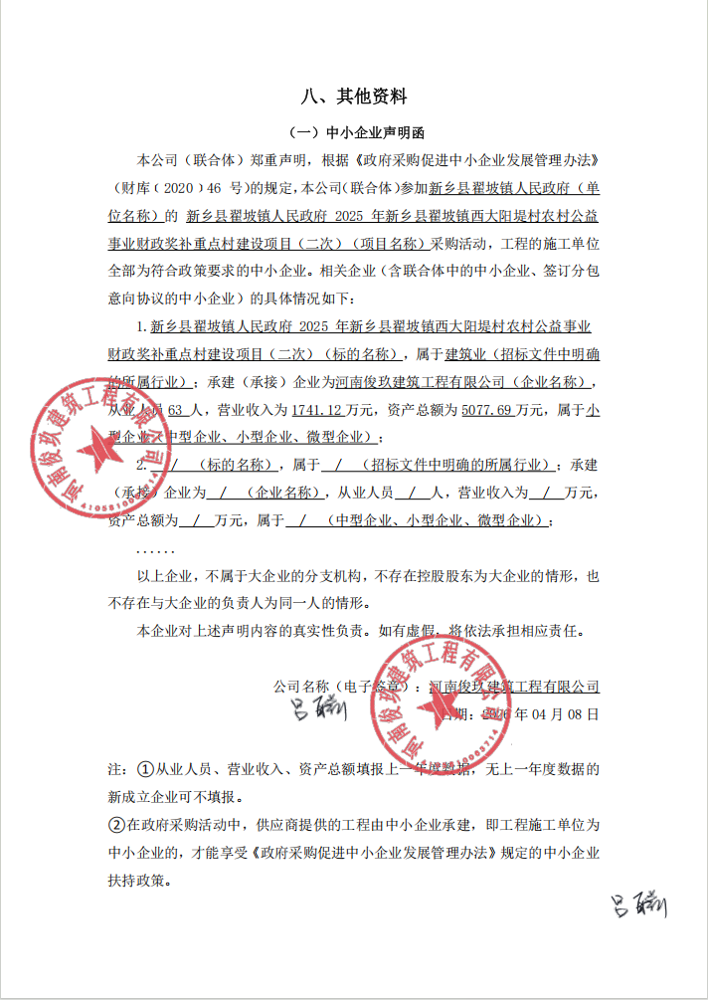 八、其他资料
（一）中小企业声明函
本公司（联合体）郑重声明，根据《政府采购促进中小企业发展管理办法》
（财库﹝2020﹞46 号)的规定，本公司（联合体）参加新乡县翟坡镇人民政府（单
位名称）的 新乡县翟坡镇人民政府 2025 年新乡县翟坡镇西大阳堤村农村公益
事业财政奖补重点村建设项目（二次）（项目名称）采购活动，工程的施工单位
全部为符合政策要求的中小企业。相关企业（含联合体中的中小企业、签订分包
意向协议的中小企业）的具体情况如下：
1.新乡县翟坡镇人民政府 2025 年新乡县翟坡镇西大阳堤村农村公益事业
财政奖补重点村建设项目（二次）（标的名称），属于建筑业（招标文件中明确
的所属行业）；承建（承接）企业为河南俊玖建筑工程有限公司（企业名称），
从业人员 63 人，营业收入为 1741.12 万元，资产总额为 5077.69 万元，属于小
型企业（中型企业、小型企业、微型企业）；
2. / （标的名称），属于 / （招标文件中明确的所属行业）；承建
（承接）企业为 / （企业名称），从业人员 / 人，营业收入为 / 万元，
资产总额为 / 万元，属于 / （中型企业、小型企业、微型企业）；
......
以上企业，不属于大企业的分支机构，不存在控股股东为大企业的情形，也
不存在与大企业的负责人为同一人的情形。
本企业对上述声明内容的真实性负责。如有虚假，将依法承担相应责任。
公司名称（电子签章）：河南俊玖建筑工程有限公司
日期：2026 年 04 月 08 日
注：①从业人员、营业收入、资产总额填报上一年度数据，无上一年度数据的
新成立企业可不填报。
②在政府采购活动中，供应商提供的工程由中小企业承建，即工程施工单位为
中小企业的，才能享受《政府采购促进中小企业发展管理办法》规定的中小企业
扶持政策。
河南俊玖建筑工程有限公司
河南俊玖建筑工程有限公司
4105810063714